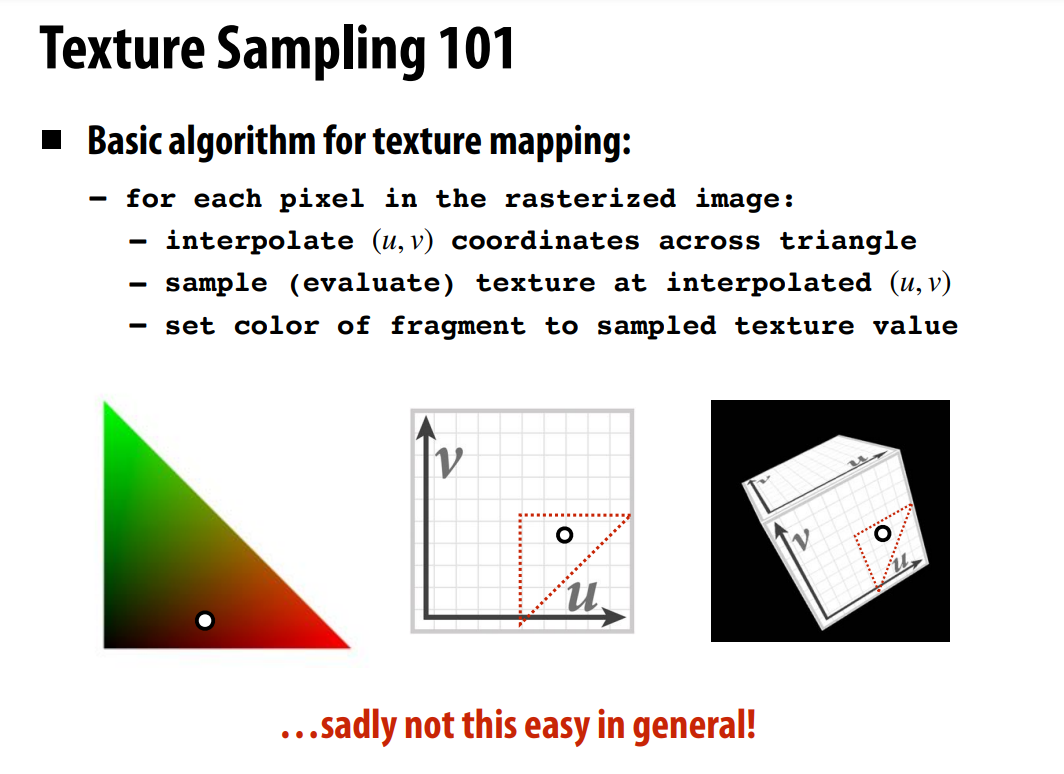 Texture Sampling 101
■ Basic algorithm for texture mapping:
– for each pixel in the rasterized image:
– interpolate (u, v) coordinates across triangle
– sample (evaluate) texture at interpolated (u, v)
– set color of fragment to sampled texture value
v
u
v
u
v
u
…sadly not this easy in general!